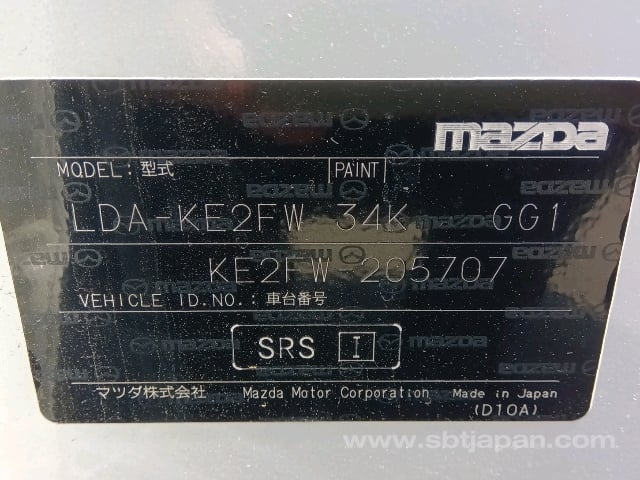 mazda
MODEL: 型式 PAINT
LDA-KE2FW 34K GG1
KE2FW-205707
VEHICLE ID.NO.: 車台番号
SRS I
マツダ株式会社 Mazda Motor Corporation Made in Japan
(D10A)
www.sbtjapan.com